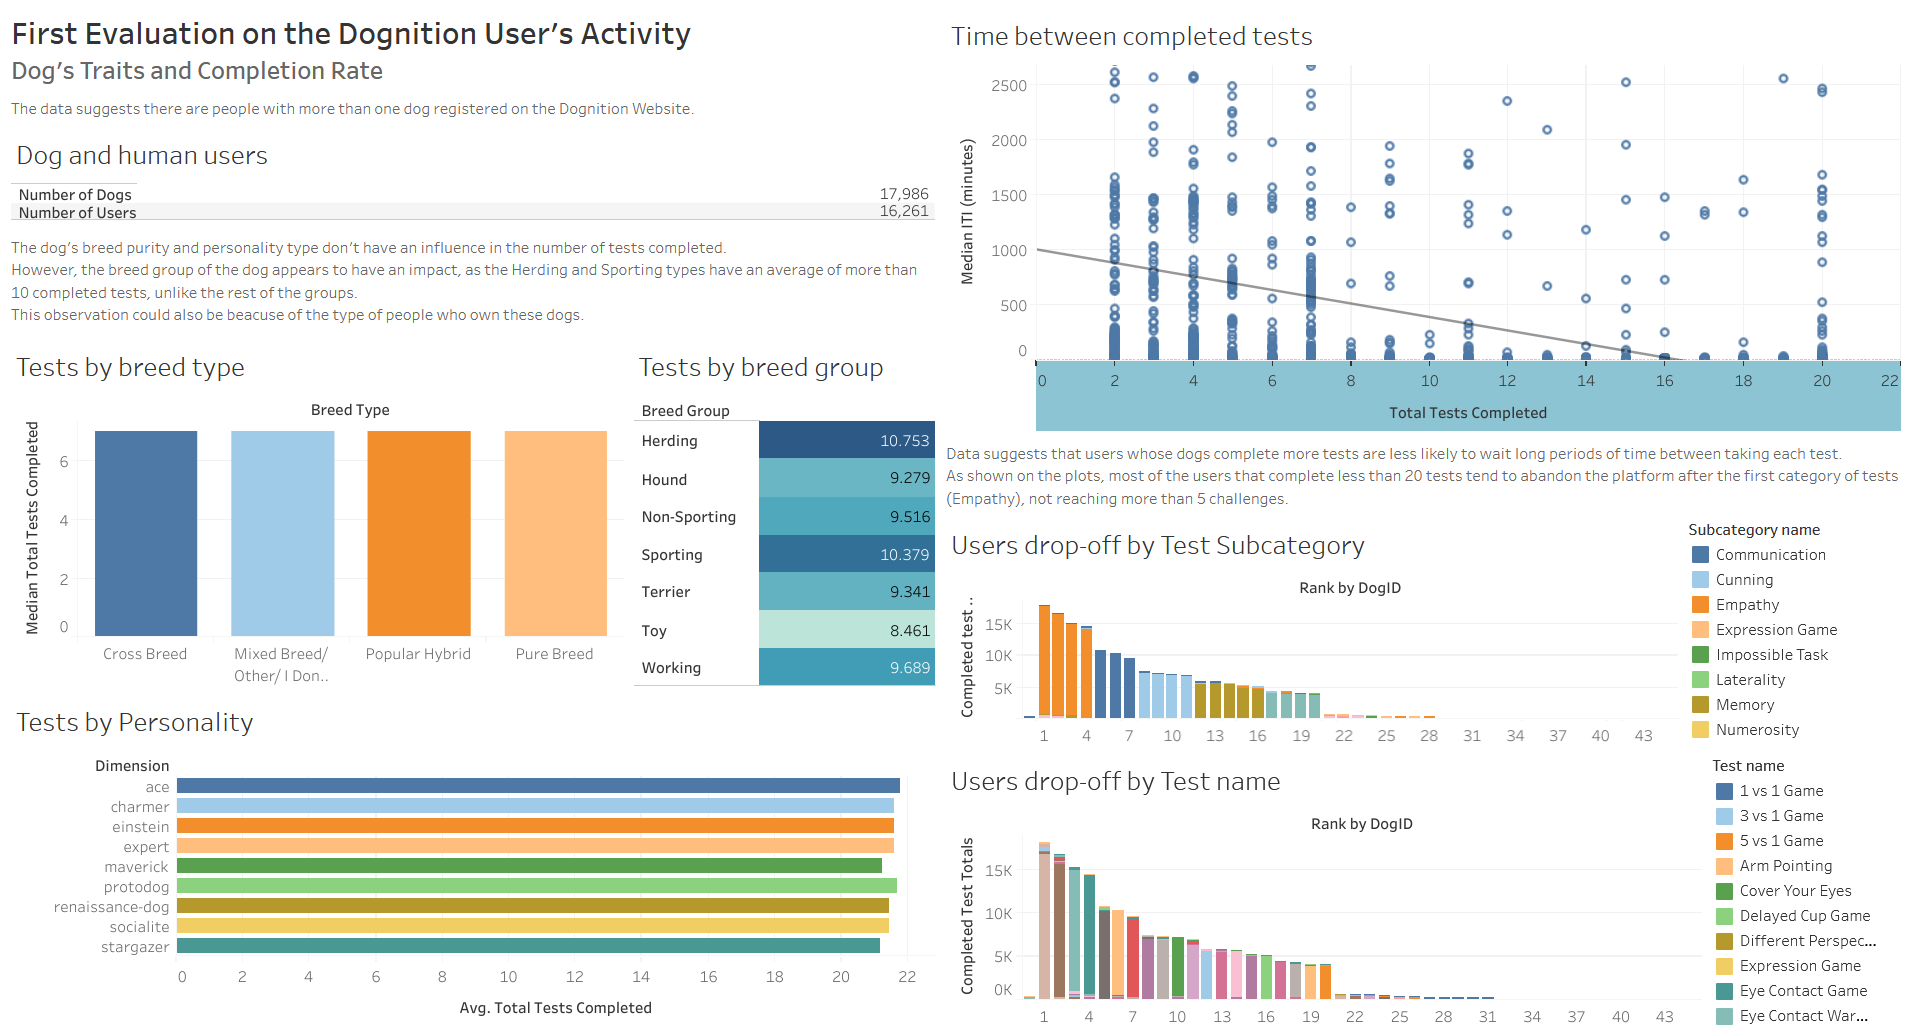 First Evaluation on the Dognition User's Activity
Dog's Traits and Completion Rate
The data suggests there are people with more than one dog registered on the Dognition Website.
Dog and human users
Number of Dogs 17,986
Number of Users 16,261
The dog's breed purity and personality type don't have an influence in the number of tests completed.
However, the breed group of the dog appears to have an impact, as the Herding and Sporting types have an average of more than
10 completed tests, unlike the rest of the groups.
This observation could also be beacuse of the type of people who own these dogs.
Tests by breed type
Breed Type
Median Total Tests Completed
6
4
2
0
Cross Breed
Mixed Breed/
Other/ I Don..
Popular Hybrid
Pure Breed
Tests by breed group
Breed Group
Herding 10.753
Hound 9.279
Non-Sporting 9.516
Sporting 10.379
Terrier 9.341
Toy 8.461
Working 9.689
Tests by Personality
Dimension
ace
charmer
einstein
expert
maverick
protodog
renaissance-dog
socialite
stargazer
0 2 4 6 8 10 12 14 16 18 20 22
Avg. Total Tests Completed
Time between completed tests
Median ITI (minutes)
2500
2000
1500
1000
500
0
0 2 4 6 8 10 12 14 16 18 20 22
Total Tests Completed
Data suggests that users whose dogs complete more tests are less likely to wait long periods of time between taking each test.
As shown on the plots, most of the users that complete less than 20 tests tend to abandon the platform after the first category of tests
(Empathy), not reaching more than 5 challenges.
Users drop-off by Test Subcategory
Rank by DogID
Completed test ..
15K
10K
5K
1 4 7 10 13 16 19 22 25 28 31 34 37 40 43
Subcategory name
Communication
Cunning
Empathy
Expression Game
Impossible Task
Laterality
Memory
Numerosity
Users drop-off by Test name
Rank by DogID
Completed Test Totals
15K
10K
5K
0K
1 4 7 10 13 16 19 22 25 28 31 34 37 40 43
Test name
1 vs 1 Game
3 vs 1 Game
5 vs 1 Game
Arm Pointing
Cover Your Eyes
Delayed Cup Game
Different Perspec...
Expression Game
Eye Contact Game
Eye Contact War...